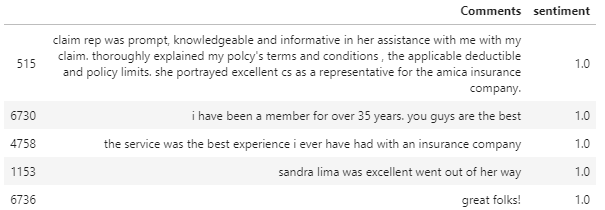 Comments sentiment
claim rep was prompt, knowledgeable and informative in her assistance with me with my
claim. thoroughly explained my polcy's terms and conditions , the applicable deductible
515 and policy limits. she portrayed excellent cs as a representative for the amica insurance 1.0
company.
6730 i have been a member for over 35 years. you guys are the best 1.0
4758 the service was the best experience i ever have had with an insurance company 1.0
1153 sandra lima was excellent went out of her way 1.0
6736 great folks! 1.0